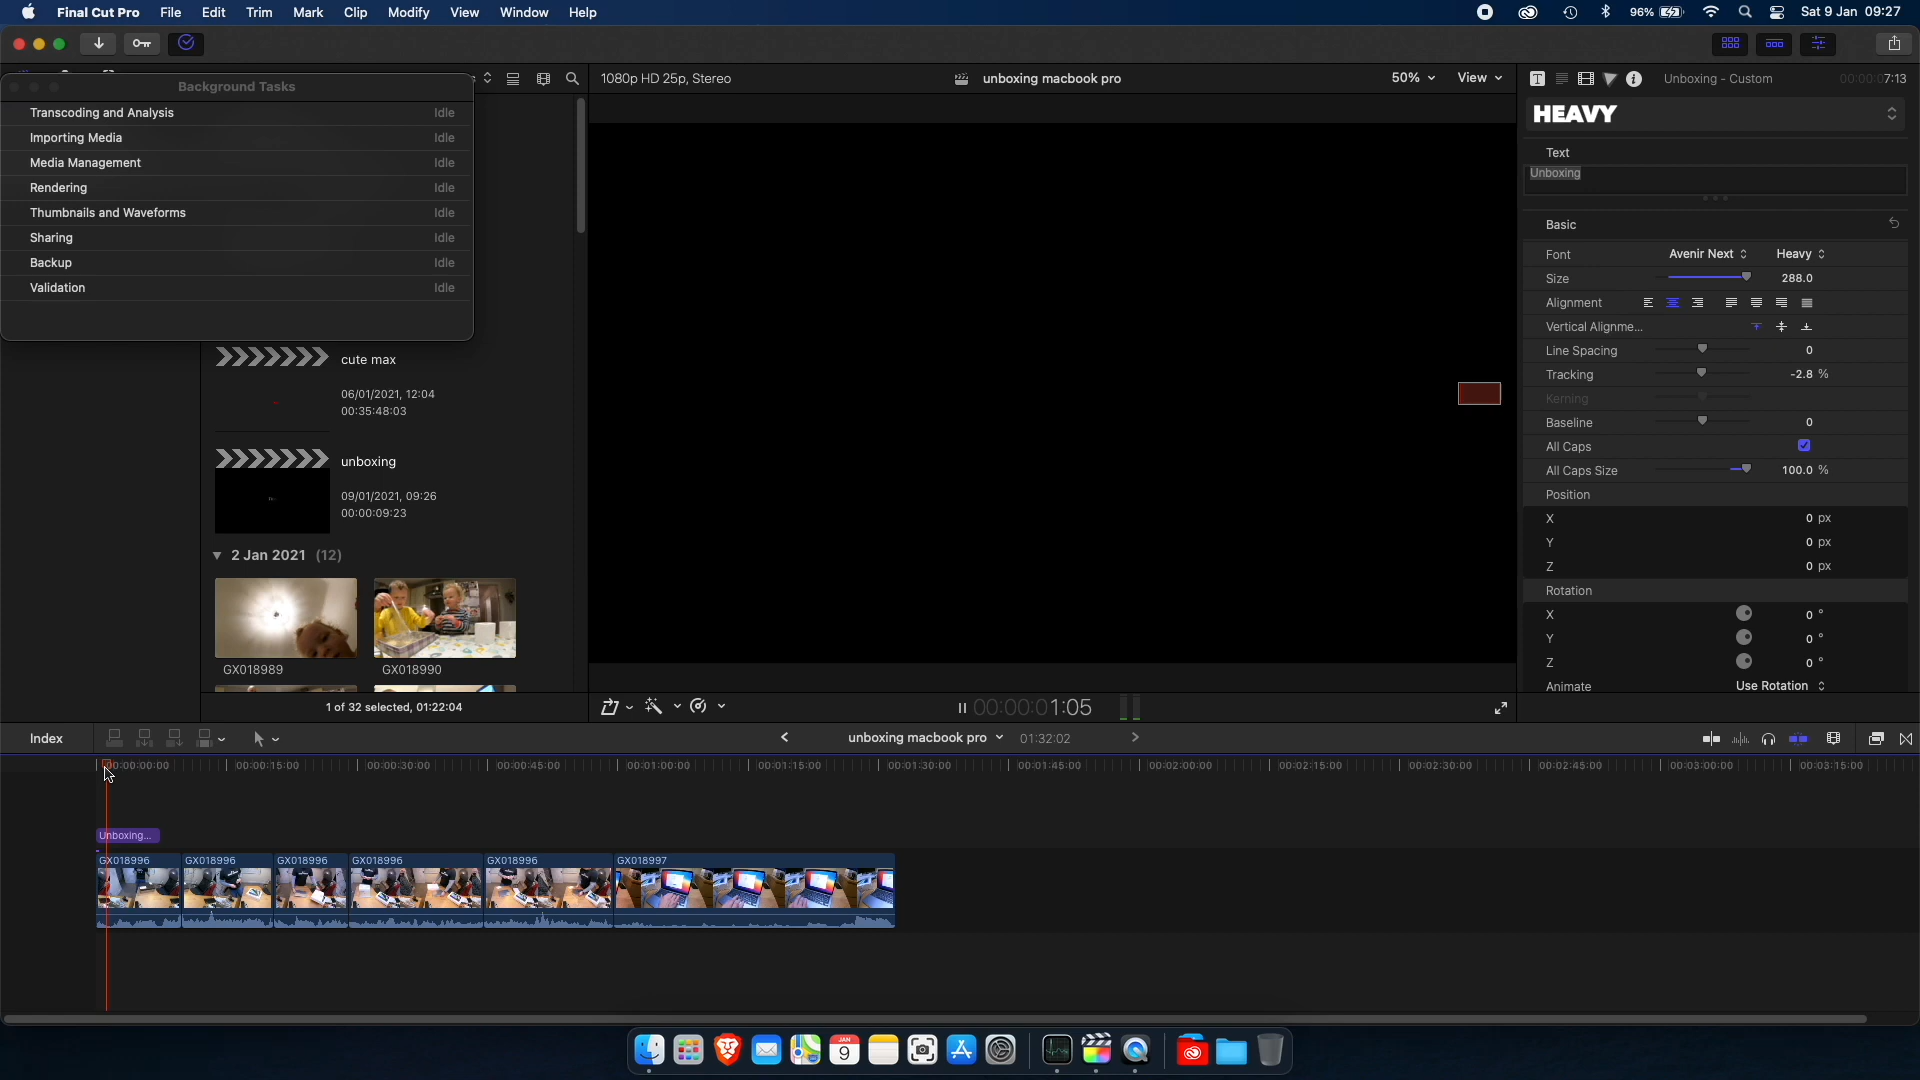 Final Cut Pro File Edit Trim Mark Clip Modify View Window Help 96% Sat 9 Jan 09:27
Background Tasks
Transcoding and Analysis Idle
Importing Media Idle
Media Management Idle
Rendering Idle
Thumbnails and Waveforms Idle
Sharing Idle
Backup Idle
Validation Idle
cute max
06/01/2021, 12:04
00:35:48:03
unboxing
09/01/2021, 09:26
00:00:09:23
2 Jan 2021 (12)
GX018989 GX018990
1 of 32 selected, 01:22:04
1080p HD 25p, Stereo unboxing macbook pro 50% View
00:00:01:05
Unboxing - Custom 00:00:07:13
HEAVY
Text
Unboxing
Basic
Font Avenir Next Heavy
Size 288.0
Alignment
Vertical Alignme...
Line Spacing 0
Tracking -2.8 %
Kerning
Baseline 0
All Caps
All Caps Size 100.0 %
Position
X 0 px
Y 0 px
Z 0 px
Rotation
X 0 °
Y 0 °
Z 0 °
Animate Use Rotation
Index unboxing macbook pro 01:32:02
00:00:00:00 00:00:15:00 00:00:30:00 00:00:45:00 00:01:00:00 00:01:15:00 00:01:30:00 00:01:45:00 00:02:00:00 00:02:15:00 00:02:30:00 00:02:45:00 00:03:00:00 00:03:15:00
Unboxing...
GX018996 GX018996 GX018996 GX018996 GX018996 GX018997
JAN
9